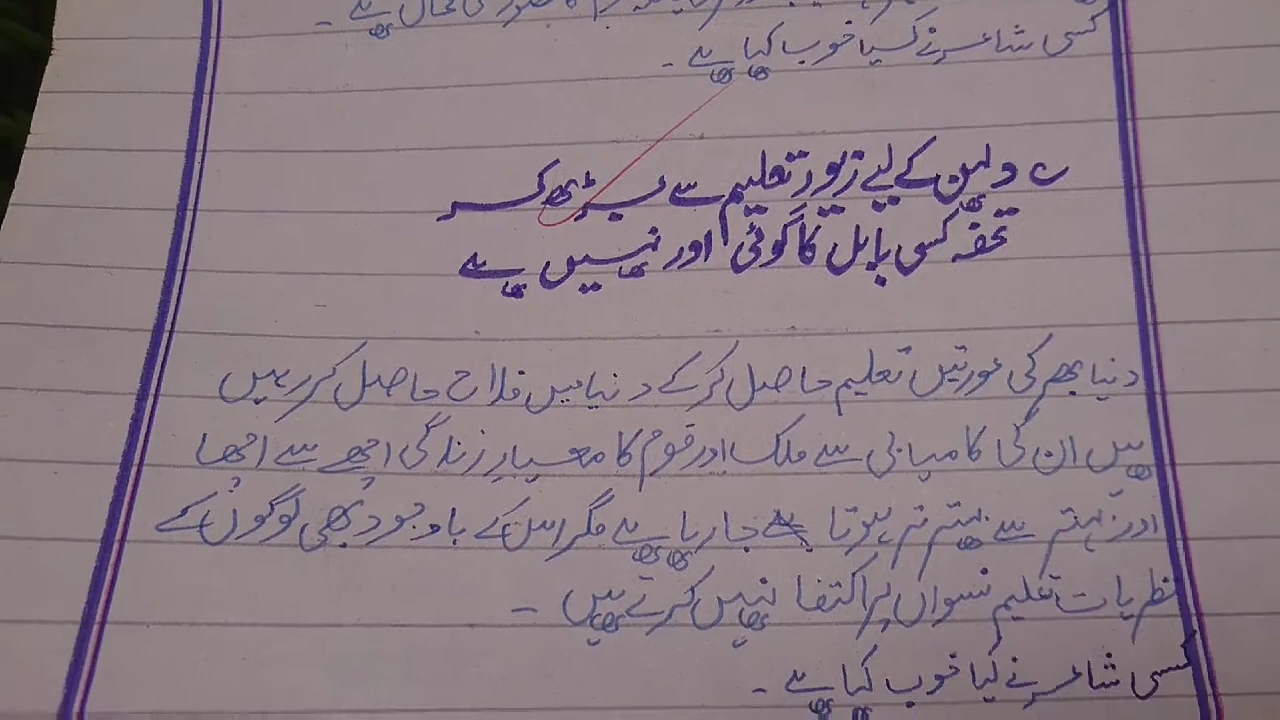 کسی شاعر نے کیا خوب کہا ہے ۔
دلہن کے لیے زیورِ تعلیم سے بڑھ کر
تحفہ کسی بابل کا کوئی اور نہیں ہے
دنیا بھر کی عورتیں تعلیم حاصل کر کے دنیا میں فلاح حاصل کر رہیں
ہیں ان کی کامیابی سے ملک اور قوم کا معیارِ زندگی اچھے سے اچھا
اور بہتر سے بہتر تر ہوتا جا رہا ہے مگر اس کے باوجود بھی لوگوں کے
نظریات تعلیم نسواں پر اکتفا نہیں کرتے ہیں ۔
کسی شاعر نے کیا خوب کہا ہے ۔